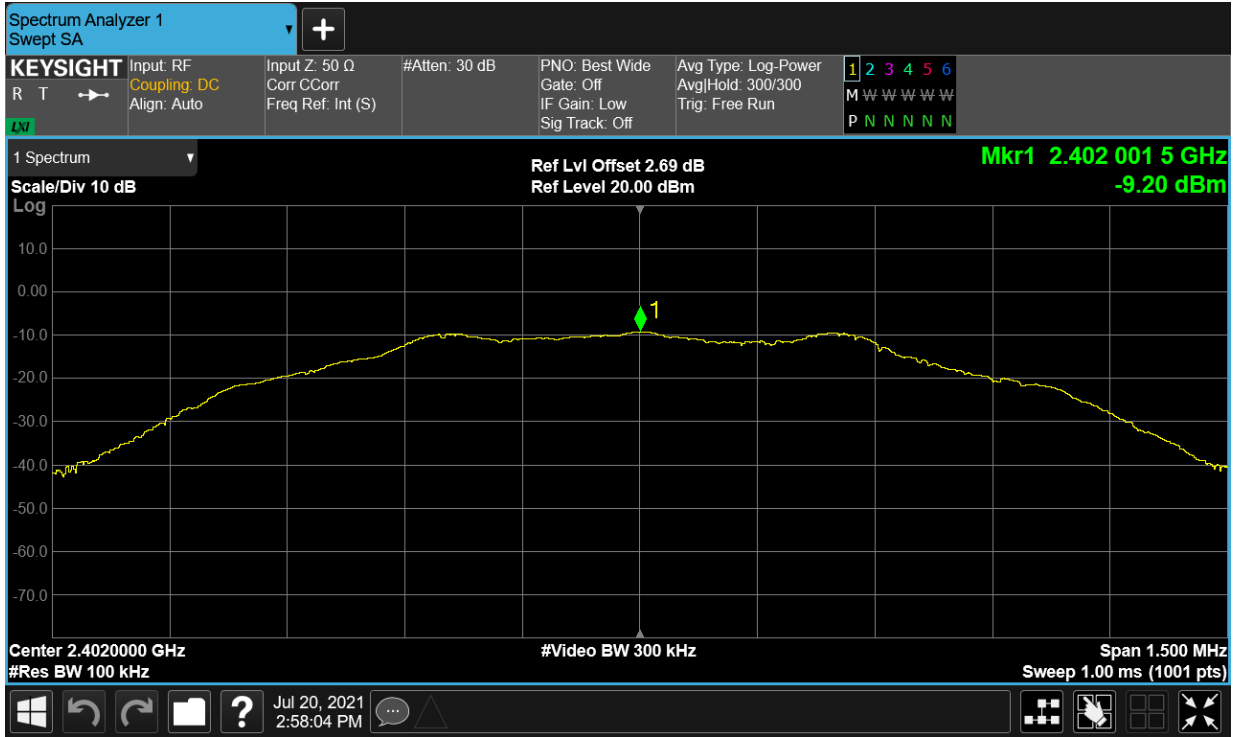 Spectrum Analyzer 1
Swept SA
▼
+
KEYSIGHT
R T
LXI
Input: RF
Coupling: DC
Align: Auto
Input Z: 50 Ω
Corr CCorr
Freq Ref: Int (S)
#Atten: 30 dB
PNO: Best Wide
Gate: Off
IF Gain: Low
Sig Track: Off
Avg Type: Log-Power
Avg|Hold: 300/300
Trig: Free Run
1 2 3 4 5 6
M W W W W W
P N N N N N
1 Spectrum ▼
Scale/Div 10 dB
Ref Lvl Offset 2.69 dB
Ref Level 20.00 dBm
Mkr1 2.402 001 5 GHz
-9.20 dBm
Log
10.0
0.00
-10.0
-20.0
-30.0
-40.0
-50.0
-60.0
-70.0
1
Center 2.4020000 GHz
#Res BW 100 kHz
#Video BW 300 kHz
Span 1.500 MHz
Sweep 1.00 ms (1001 pts)
?
Jul 20, 2021
2:58:04 PM